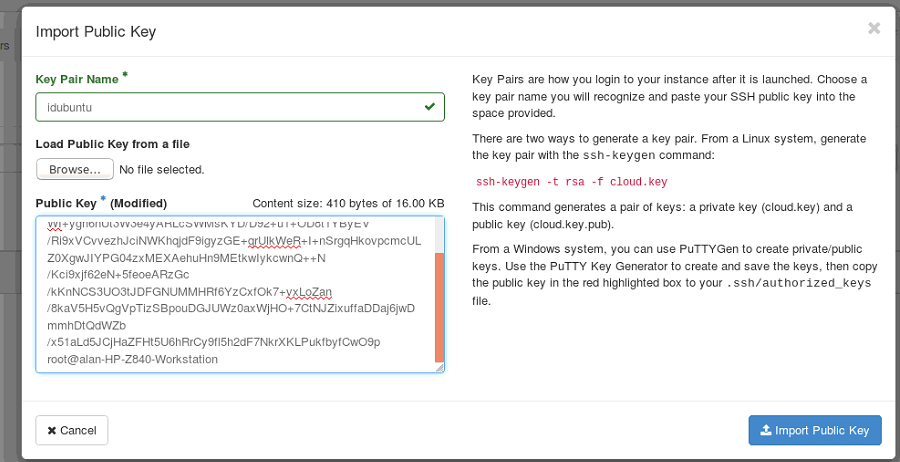 rs
Import Public Key
×
Key Pair Name *
idubuntu
Load Public Key from a file
Browse... No file selected.
Public Key * (Modified) Content size: 410 bytes of 16.00 KB
/Ri9xVCvvezhJciNWKhqjdF9igyzGE+qrUlkWeR+I+nSrgqHkovpcmcUL
Z0XgwJIYPG04zxMEXAehuHn9MEtkwIykcwnQ++N
/Kci9xjf62eN+5feoeARzGc
/kKnNCS3UO3tJDFGNUMMHRf6YzCxfOk7+yxLoZan
/8kaV5H5vQgVpTizSBpouDGJUWz0axWjHO+7CtNJZixuffaDDaj6jwD
mmhDtQdWZb
/x51aLd5JCjHaZFHt5U6hRrCy9fl5h2dF7NkrXKLPukfbyfCwO9p
root@alan-HP-Z840-Workstation
Key Pairs are how you login to your instance after it is launched. Choose a
key pair name you will recognize and paste your SSH public key into the
space provided.
There are two ways to generate a key pair. From a Linux system, generate
the key pair with the ssh-keygen command:
ssh-keygen -t rsa -f cloud.key
This command generates a pair of keys: a private key (cloud.key) and a
public key (cloud.key.pub).
From a Windows system, you can use PuTTYGen to create private/public
keys. Use the PuTTY Key Generator to create and save the keys, then copy
the public key in the red highlighted box to your .ssh/authorized_keys
file.
× Cancel
Import Public Key